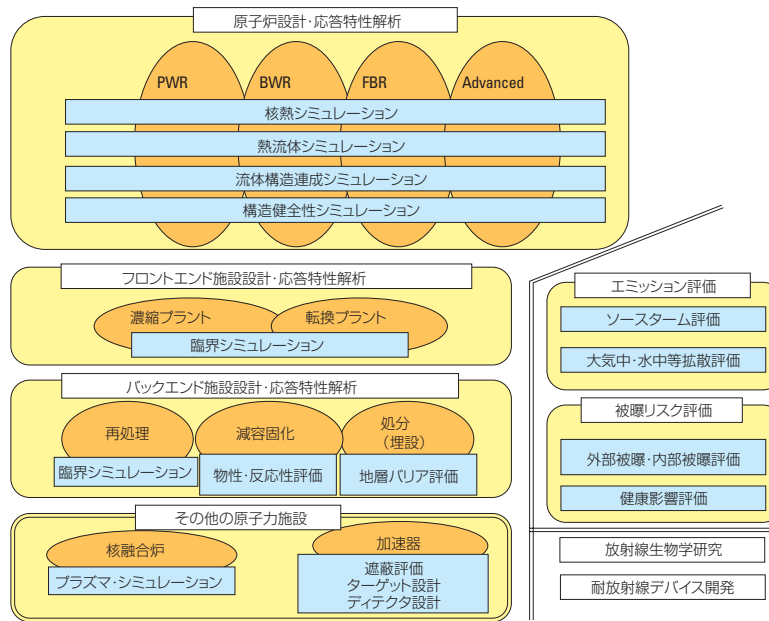 原子炉設計・応答特性解析
PWR
BWR
FBR
Advanced
核熱シミュレーション
熱流体シミュレーション
流体構造連成シミュレーション
構造健全性シミュレーション
フロントエンド施設設計・応答特性解析
濃縮プラント
転換プラント
臨界シミュレーション
バックエンド施設設計・応答特性解析
再処理
減容固化
処分
（埋設）
臨界シミュレーション
物性・反応性評価
地層バリア評価
その他の原子力施設
核融合炉
加速器
プラズマ・シミュレーション
遮蔽評価
ターゲット設計
ディテクタ設計
エミッション評価
ソースターム評価
大気中・水中等拡散評価
被曝リスク評価
外部被曝・内部被曝評価
健康影響評価
放射線生物学研究
耐放射線デバイス開発